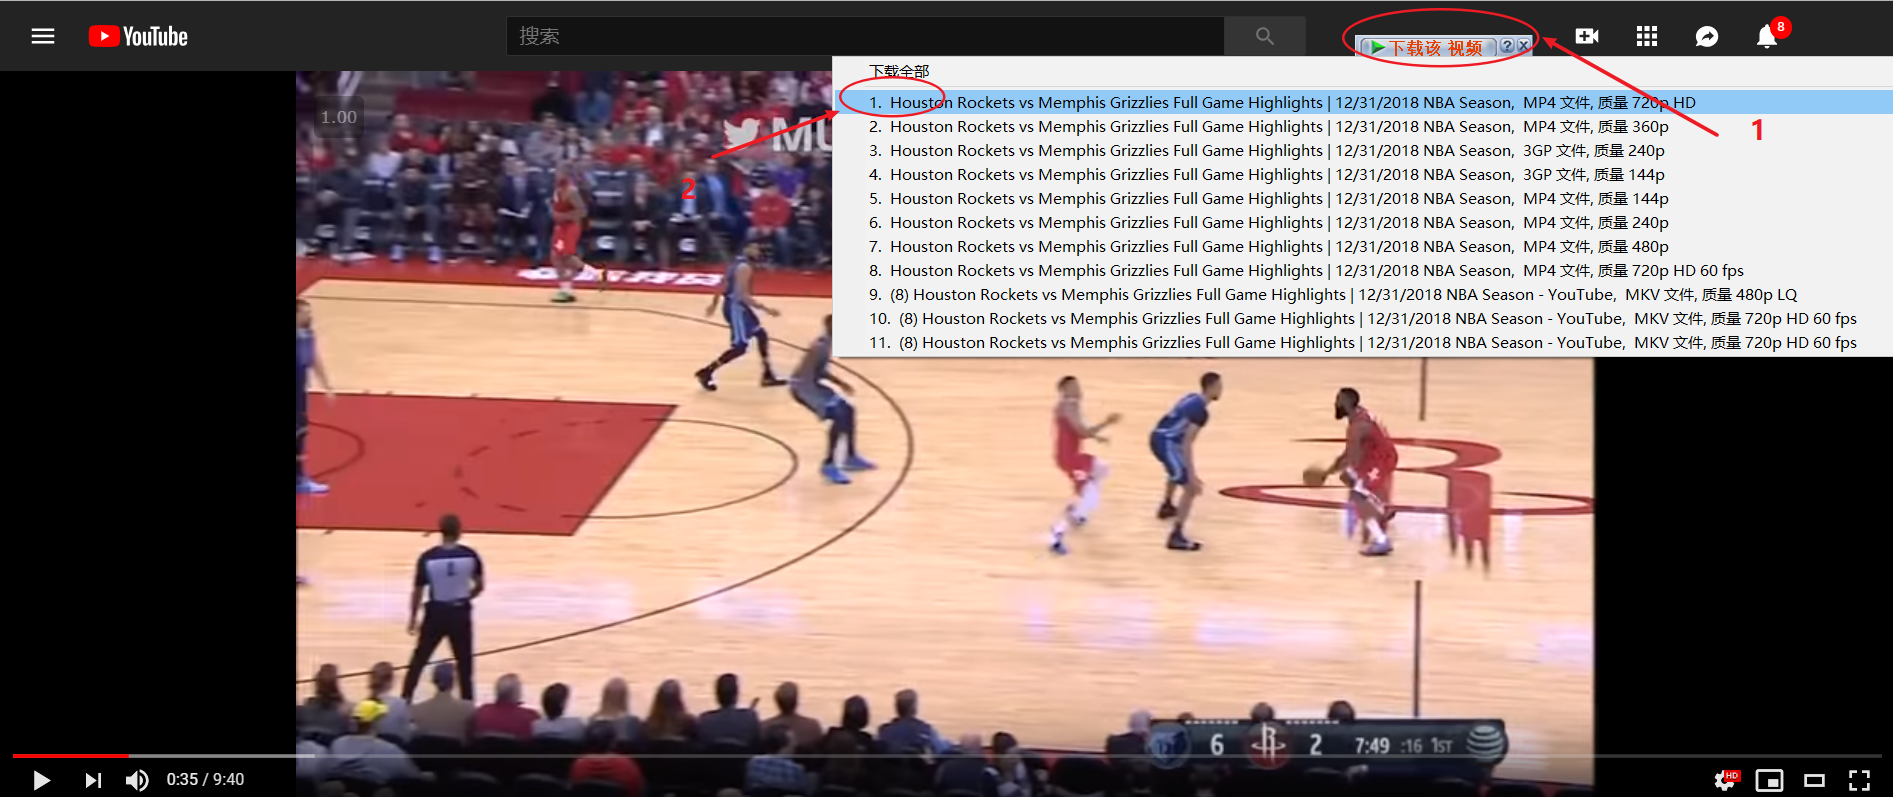 YouTube
搜索
下载该 视频
?
X
8
1
下载全部
1. Houston Rockets vs Memphis Grizzlies Full Game Highlights | 12/31/2018 NBA Season, MP4 文件, 质量 720p HD
2. Houston Rockets vs Memphis Grizzlies Full Game Highlights | 12/31/2018 NBA Season, MP4 文件, 质量 360p
3. Houston Rockets vs Memphis Grizzlies Full Game Highlights | 12/31/2018 NBA Season, 3GP 文件, 质量 240p
4. Houston Rockets vs Memphis Grizzlies Full Game Highlights | 12/31/2018 NBA Season, 3GP 文件, 质量 144p
5. Houston Rockets vs Memphis Grizzlies Full Game Highlights | 12/31/2018 NBA Season, MP4 文件, 质量 144p
6. Houston Rockets vs Memphis Grizzlies Full Game Highlights | 12/31/2018 NBA Season, MP4 文件, 质量 240p
7. Houston Rockets vs Memphis Grizzlies Full Game Highlights | 12/31/2018 NBA Season, MP4 文件, 质量 480p
8. Houston Rockets vs Memphis Grizzlies Full Game Highlights | 12/31/2018 NBA Season, MP4 文件, 质量 720p HD 60 fps
9. (8) Houston Rockets vs Memphis Grizzlies Full Game Highlights | 12/31/2018 NBA Season - YouTube, MKV 文件, 质量 480p LQ
10. (8) Houston Rockets vs Memphis Grizzlies Full Game Highlights | 12/31/2018 NBA Season - YouTube, MKV 文件, 质量 720p HD 60 fps
11. (8) Houston Rockets vs Memphis Grizzlies Full Game Highlights | 12/31/2018 NBA Season - YouTube, MKV 文件, 质量 720p HD 60 fps
1.00
MU
2
R
6 R 2 7:49 :16 1ST
0:35 / 9:40
HD